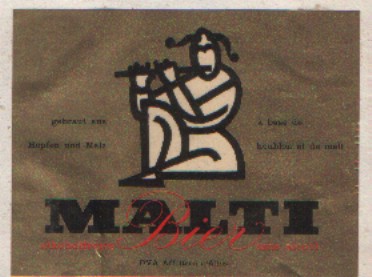 gebraut aus
à base de
Hopfen und Malz
houblon et de malt
MALTI
Bier